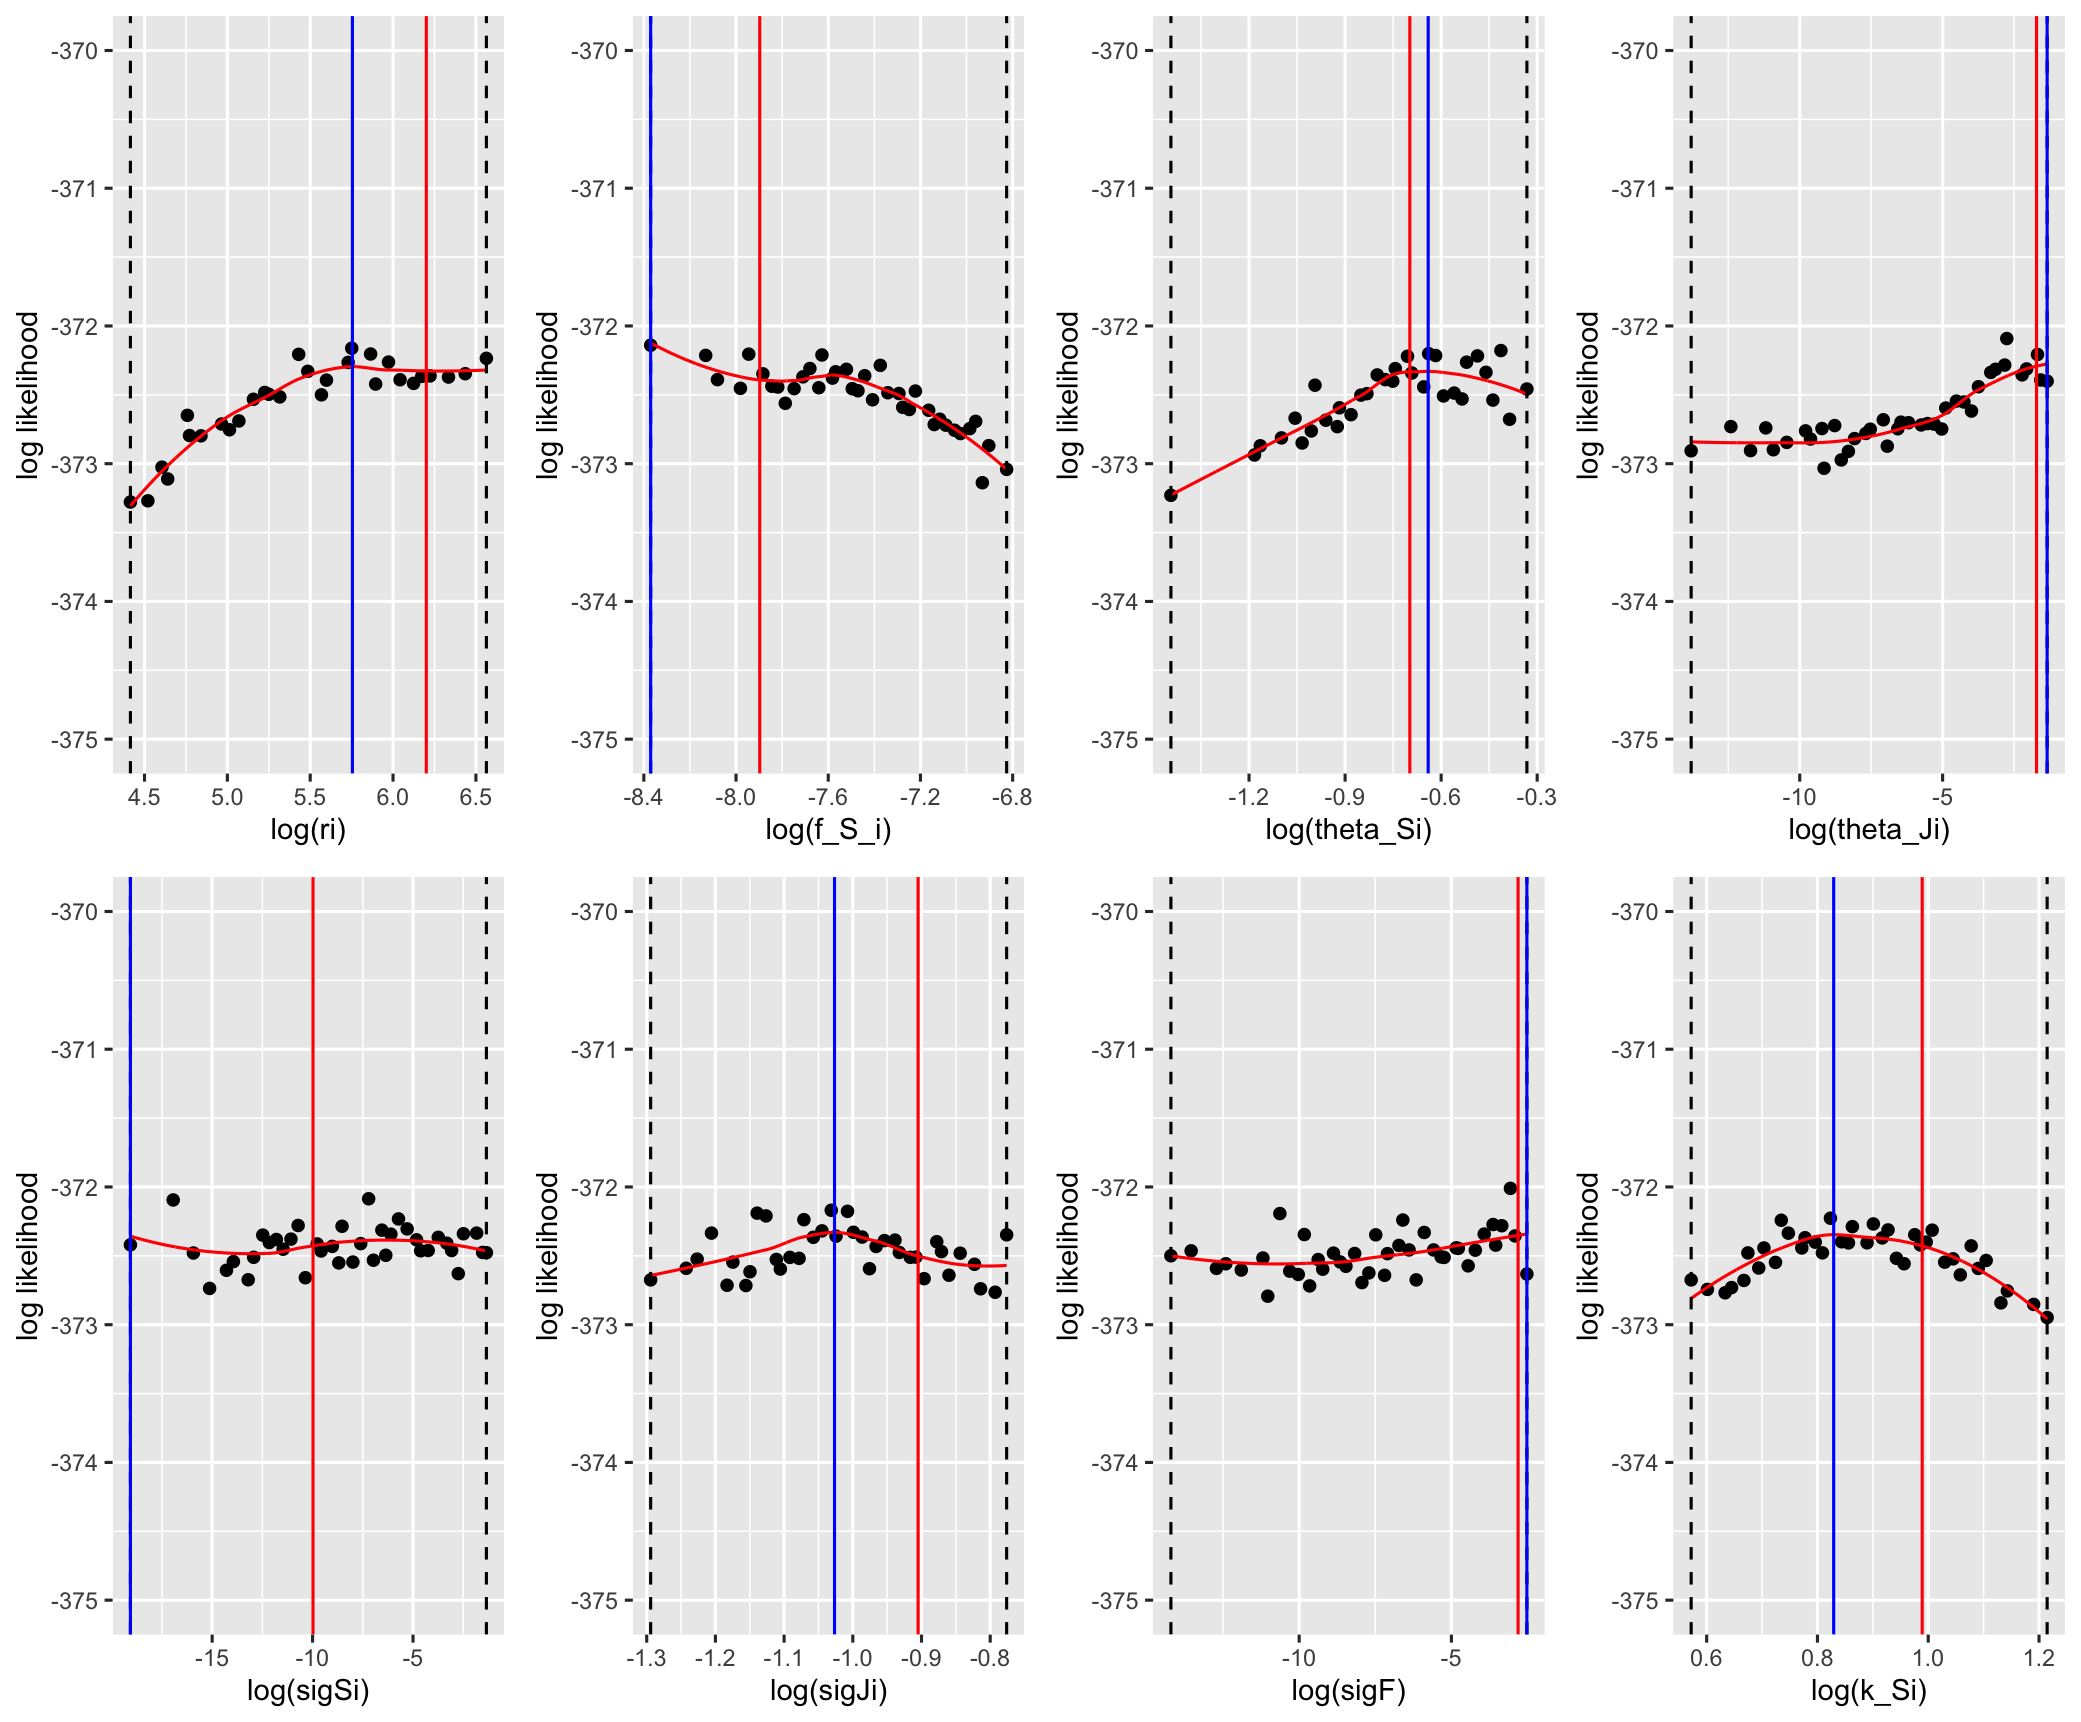 -370 -370 -370 -370
-371 -371 -371 -371
log likelihood log likelihood log likelihood log likelihood
-372 -372 -372 -372
-373 -373 -373 -373
-374 -374 -374 -374
-375 -375 -375 -375
4.5 5.0 5.5 6.0 6.5 -8.4 -8.0 -7.6 -7.2 -6.8 -1.2 -0.9 -0.6 -0.3 -10 -5
log(ri) log(f_S_i) log(theta_Si) log(theta_Ji)
-370 -370 -370 -370
-371 -371 -371 -371
log likelihood log likelihood log likelihood log likelihood
-372 -372 -372 -372
-373 -373 -373 -373
-374 -374 -374 -374
-375 -375 -375 -375
-15 -10 -5 -1.3 -1.2 -1.1 -1.0 -0.9 -0.8 -10 -5 0.6 0.8 1.0 1.2
log(sigSi) log(sigJi) log(sigF) log(k_Si)